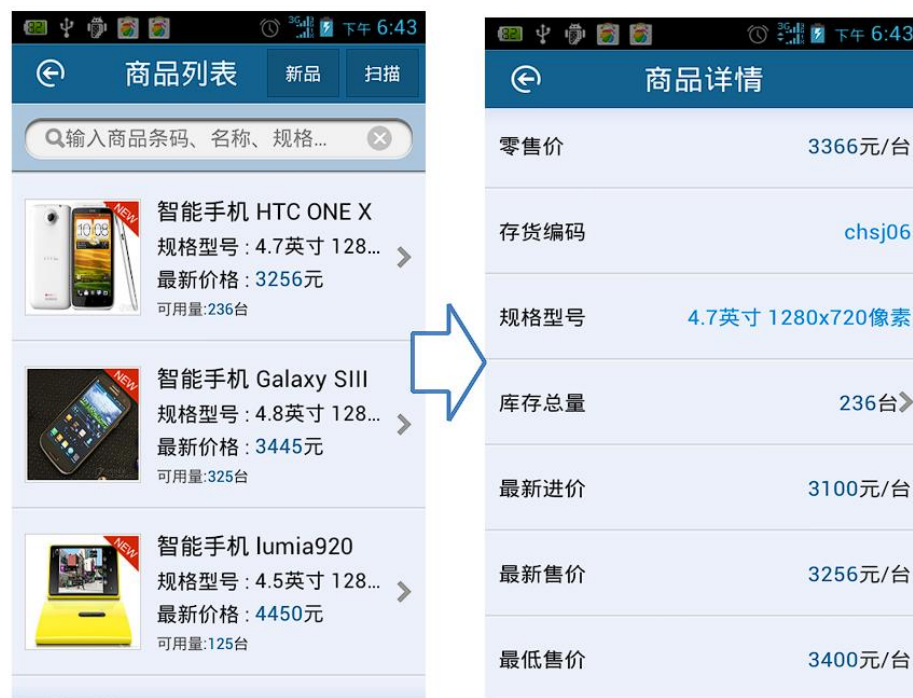 下午 6:43
商品列表
新品
扫描
输入商品条码、名称、规格...
NEW
智能手机 HTC ONE X
规格型号 : 4.7英寸 128...
最新价格 : 3256元
可用量:236台
NEW
智能手机 Galaxy SIII
规格型号 : 4.8英寸 128...
最新价格 : 3445元
可用量:325台
NEW
智能手机 lumia920
规格型号 : 4.5英寸 128...
最新价格 : 4450元
可用量:125台
3G
下午 6:43
商品详情
零售价 3366元/台
存货编码 chsj06
规格型号 4.7英寸 1280x720像素
库存总量 236台
最新进价 3100元/台
最新售价 3256元/台
最低售价 3400元/台